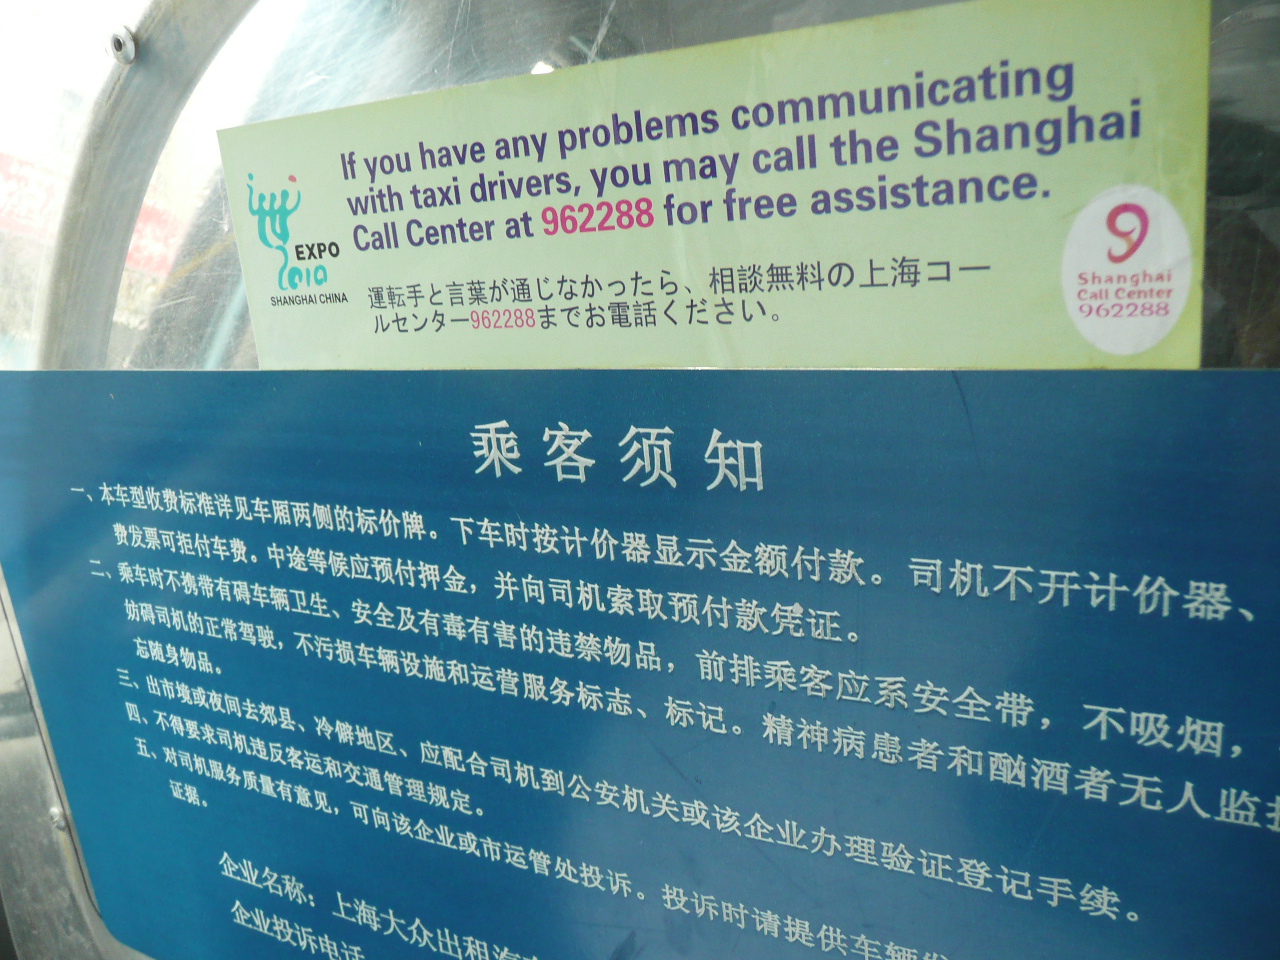 If you have any problems communicating
with taxi drivers, you may call the Shanghai
Call Center at 962288 for free assistance.
EXPO
2010
SHANGHAI CHINA
運転手と言葉が通じなかったら、相談無料の上海コー
ルセンター962288までお電話ください。
Shanghai
Call Center
962288
乘客须知
一、本车型收费标准详见车厢两侧的标价牌。下车时按计价器显示金额付款。司机不开计价器、
费发票可拒付车费。中途等候应预付押金，并向司机索取预付款凭证。
二、乘车时不携带有碍车辆卫生、安全及有毒有害的违禁物品，前排乘客应系安全带，不吸烟，
妨碍司机的正常驾驶，不污损车辆设施和运营服务标志、标记。精神病患者和酗酒者无人监护
忘随身物品。
三、出市境或夜间去郊县、冷僻地区、应配合司机到公安机关或该企业办理验证登记手续。
四、不得要求司机违反客运和交通管理规定。
五、对司机服务质量有意见，可向该企业或市运管处投诉。投诉时请提供车辆发
证据。
企业名称：上海大众出租汽车
企业投诉电话